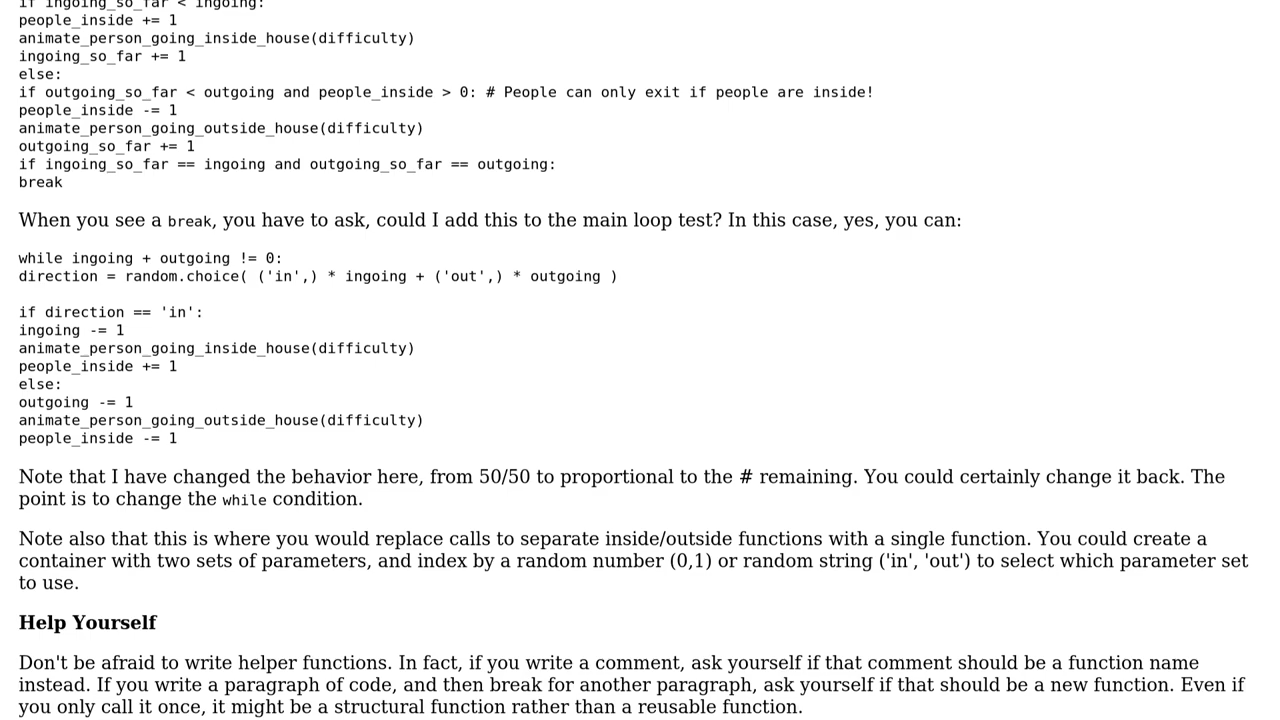 if ingoing_so_far < ingoing:
people_inside += 1
animate_person_going_inside_house(difficulty)
ingoing_so_far += 1
else:
if outgoing_so_far < outgoing and people_inside > 0: # People can only exit if people are inside!
people_inside -= 1
animate_person_going_outside_house(difficulty)
outgoing_so_far += 1
if ingoing_so_far == ingoing and outgoing_so_far == outgoing:
break
When you see a break, you have to ask, could I add this to the main loop test? In this case, yes, you can:
while ingoing + outgoing != 0:
direction = random.choice( ('in',) * ingoing + ('out',) * outgoing )
if direction == 'in':
ingoing -= 1
animate_person_going_inside_house(difficulty)
people_inside += 1
else:
outgoing -= 1
animate_person_going_outside_house(difficulty)
people_inside -= 1
Note that I have changed the behavior here, from 50/50 to proportional to the # remaining. You could certainly change it back. The
point is to change the while condition.
Note also that this is where you would replace calls to separate inside/outside functions with a single function. You could create a
container with two sets of parameters, and index by a random number (0,1) or random string ('in', 'out') to select which parameter set
to use.
Help Yourself
Don't be afraid to write helper functions. In fact, if you write a comment, ask yourself if that comment should be a function name
instead. If you write a paragraph of code, and then break for another paragraph, ask yourself if that should be a new function. Even if
you only call it once, it might be a structural function rather than a reusable function.